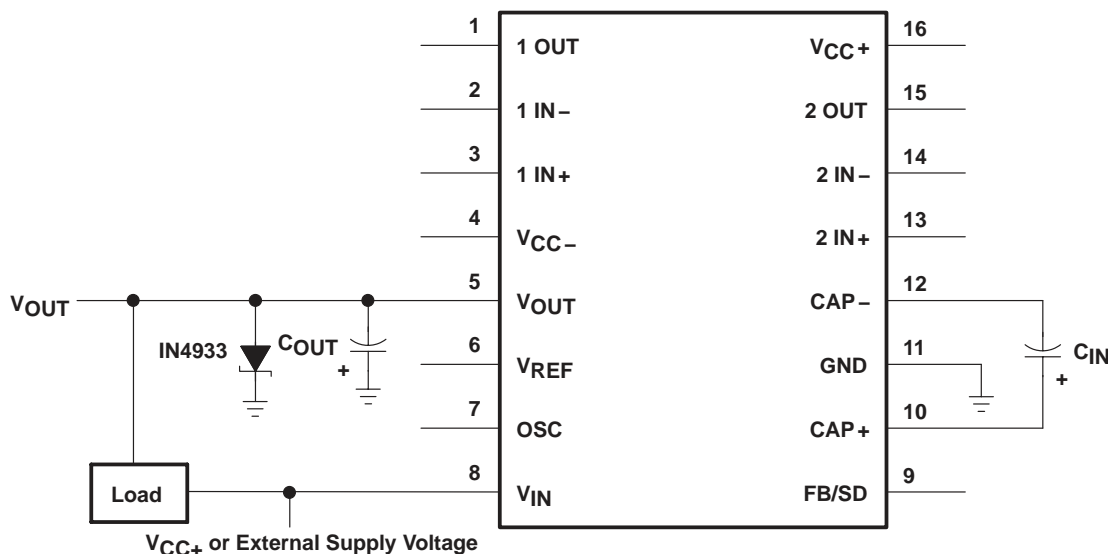 1
1 OUT
VCC+
16
2
1 IN−
2 OUT
15
3
1 IN+
2 IN−
14
4
VCC−
2 IN+
13
VOUT
5
VOUT
CAP−
12
IN4933
COUT
+
6
VREF
GND
11
CIN
+
7
OSC
CAP+
10
Load
8
VIN
FB/SD
9
VCC+ or External Supply Voltage